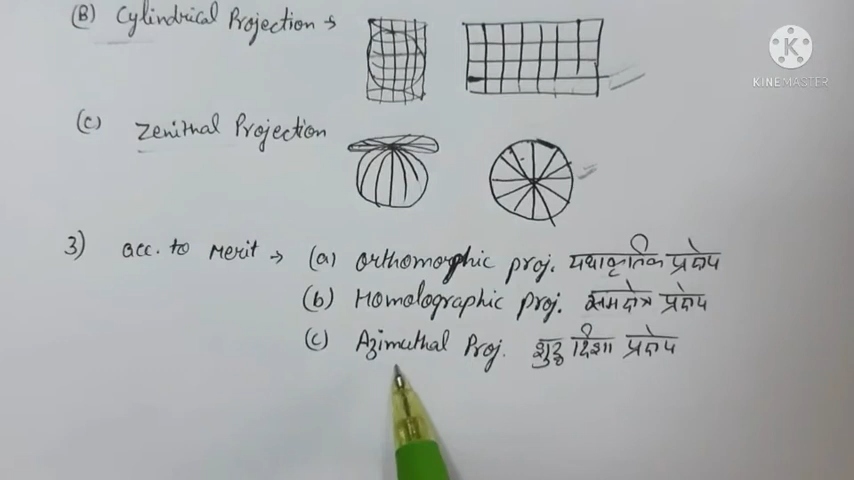 (B) Cylindrical Projection →
K
KINEMASTER
(C) Zenithal Projection
3) acc. to Merit → (a) Orthomorphic proj. यथाकृतिक प्रक्षेप
(b) Homolographic proj. समक्षेत्र प्रक्षेप
(c) Azimuthal Proj. शुद्ध दिशा प्रक्षेप